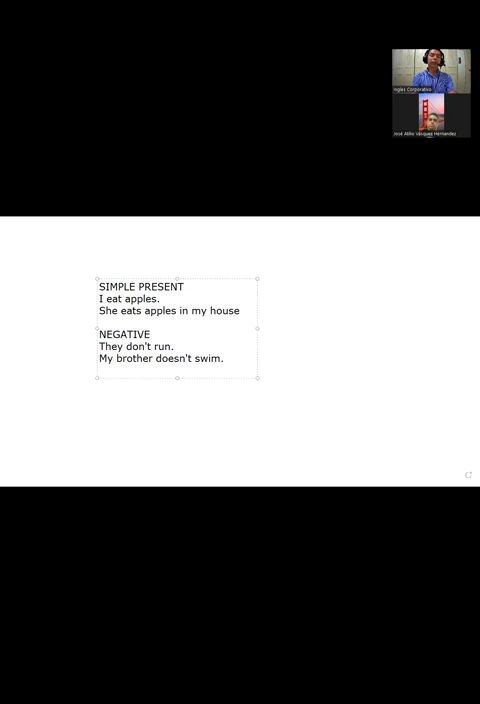 Ingles Corporativo
José Atilio Vásquez Hernandez
SIMPLE PRESENT
I eat apples.
She eats apples in my house
NEGATIVE
They don't run.
My brother doesn't swim.